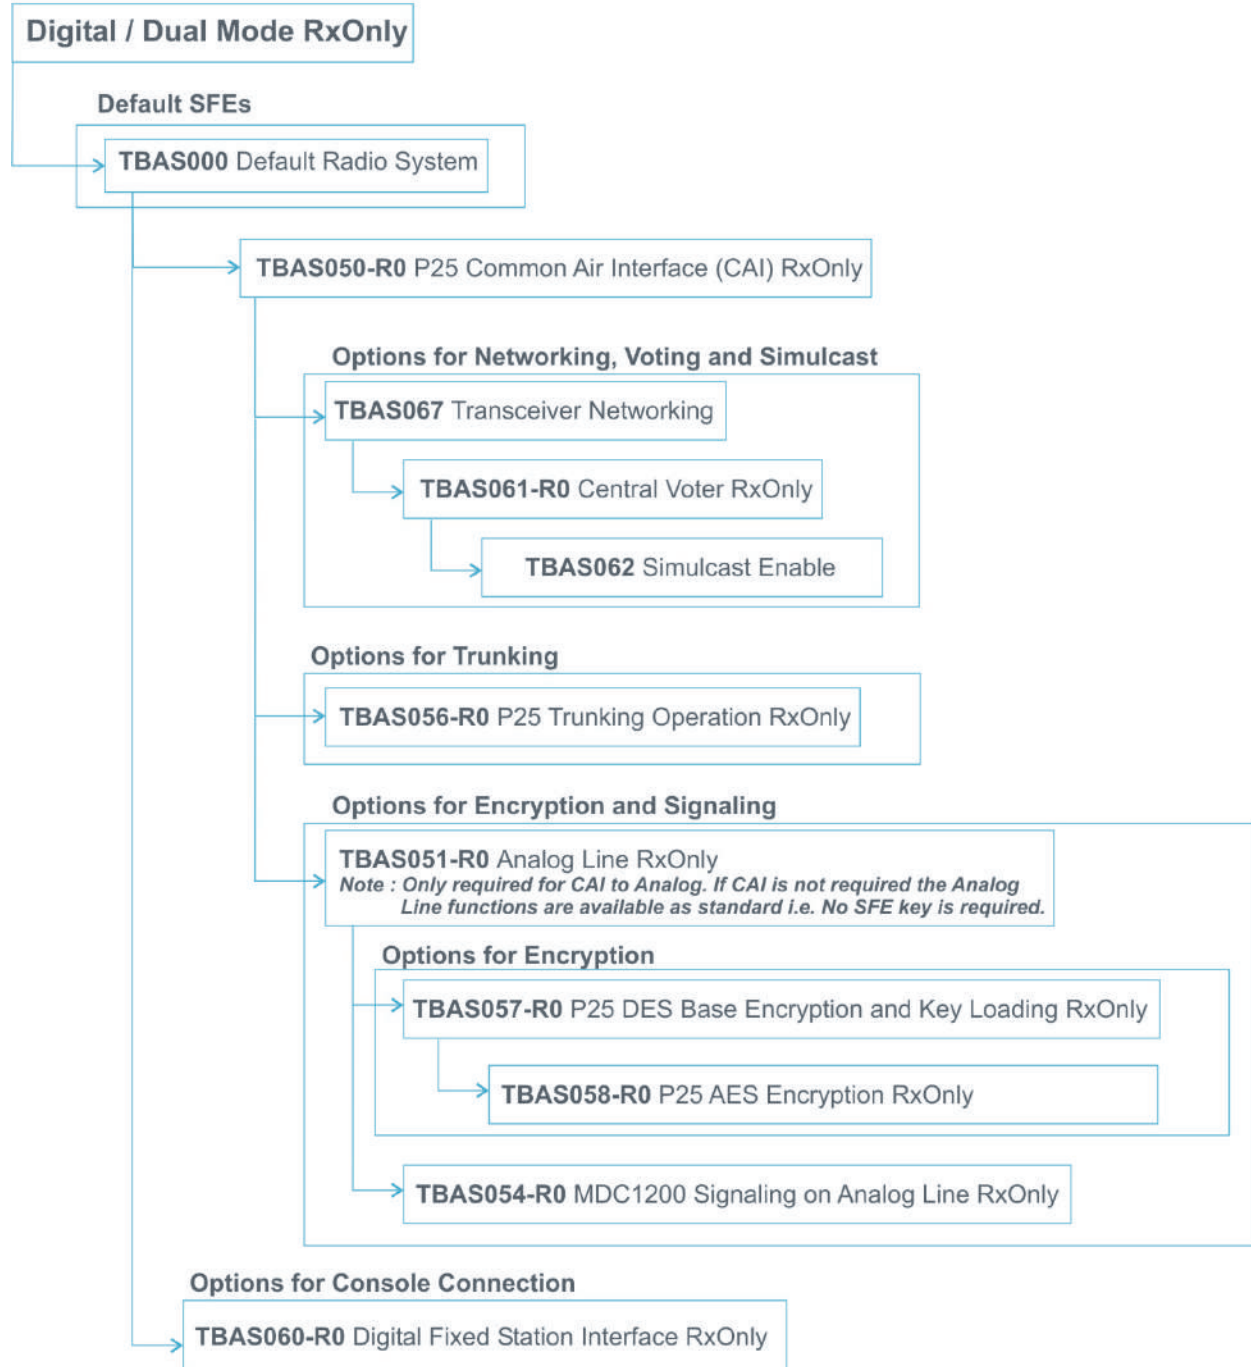 Digital / Dual Mode RxOnly
Default SFEs
TBAS000 Default Radio System
TBAS050-R0 P25 Common Air Interface (CAI) RxOnly
Options for Networking, Voting and Simulcast
TBAS067 Transceiver Networking
TBAS061-R0 Central Voter RxOnly
TBAS062 Simulcast Enable
Options for Trunking
TBAS056-R0 P25 Trunking Operation RxOnly
Options for Encryption and Signaling
TBAS051-R0 Analog Line RxOnly
Note : Only required for CAI to Analog. If CAI is not required the Analog
Line functions are available as standard i.e. No SFE key is required.
Options for Encryption
TBAS057-R0 P25 DES Base Encryption and Key Loading RxOnly
TBAS058-R0 P25 AES Encryption RxOnly
TBAS054-R0 MDC1200 Signaling on Analog Line RxOnly
Options for Console Connection
TBAS060-R0 Digital Fixed Station Interface RxOnly